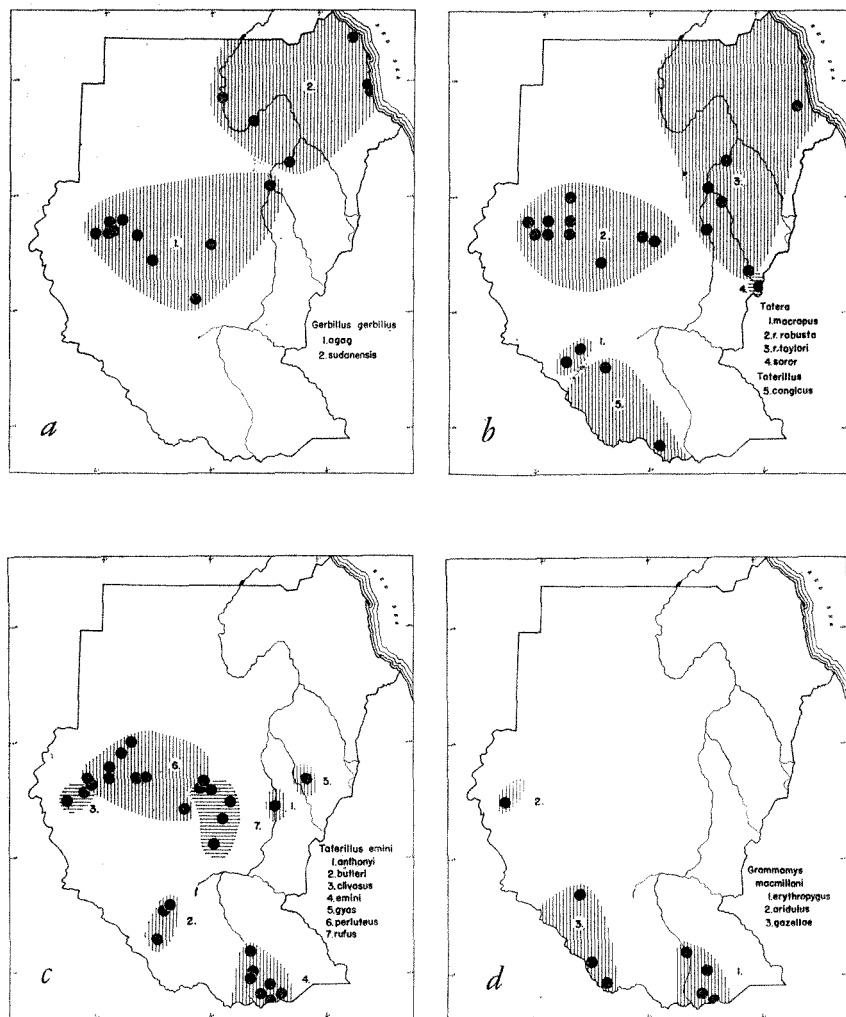 2.
1.
Gerbillus gerbillus
1. agag
2. sudanensis
a
3.
2.
4.
1.
5.
Tatera
1. macropus
2. r. robusta
3. r. taylori
4. soror
Taterillus
5. congicus
b
6.
5.
3.
1.
7.
2.
4.
Taterillus emini
1. anthonyi
2. butleri
3. clivosus
4. emini
5. gyas
6. perluteus
7. rufus
c
2.
3.
1.
Grammomys
macmillani
1. erythropygus
2. aridulus
3. gazellae
d